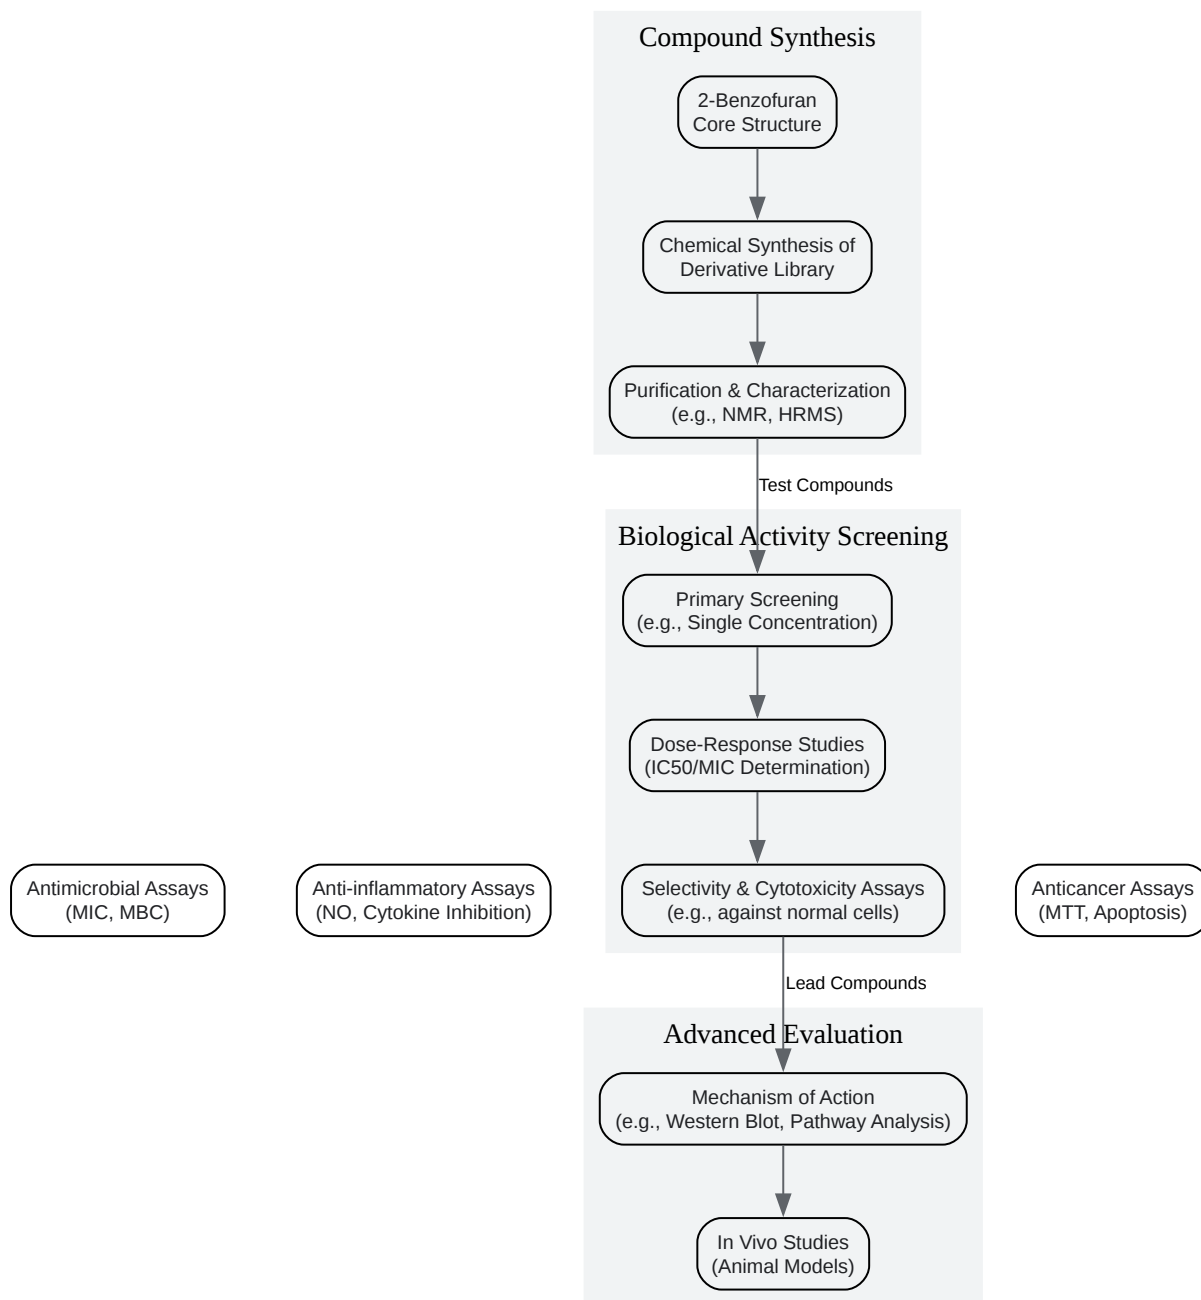 Compound Synthesis
2-Benzofuran
Core Structure
Chemical Synthesis of
Derivative Library
Purification & Characterization
(e.g., NMR, HRMS)
Test Compounds
Biological Activity Screening
Primary Screening
(e.g., Single Concentration)
Dose-Response Studies
(IC50/MIC Determination)
Antimicrobial Assays
(MIC, MBC)
Anti-inflammatory Assays
(NO, Cytokine Inhibition)
Selectivity & Cytotoxicity Assays
(e.g., against normal cells)
Anticancer Assays
(MTT, Apoptosis)
Lead Compounds
Advanced Evaluation
Mechanism of Action
(e.g., Western Blot, Pathway Analysis)
In Vivo Studies
(Animal Models)